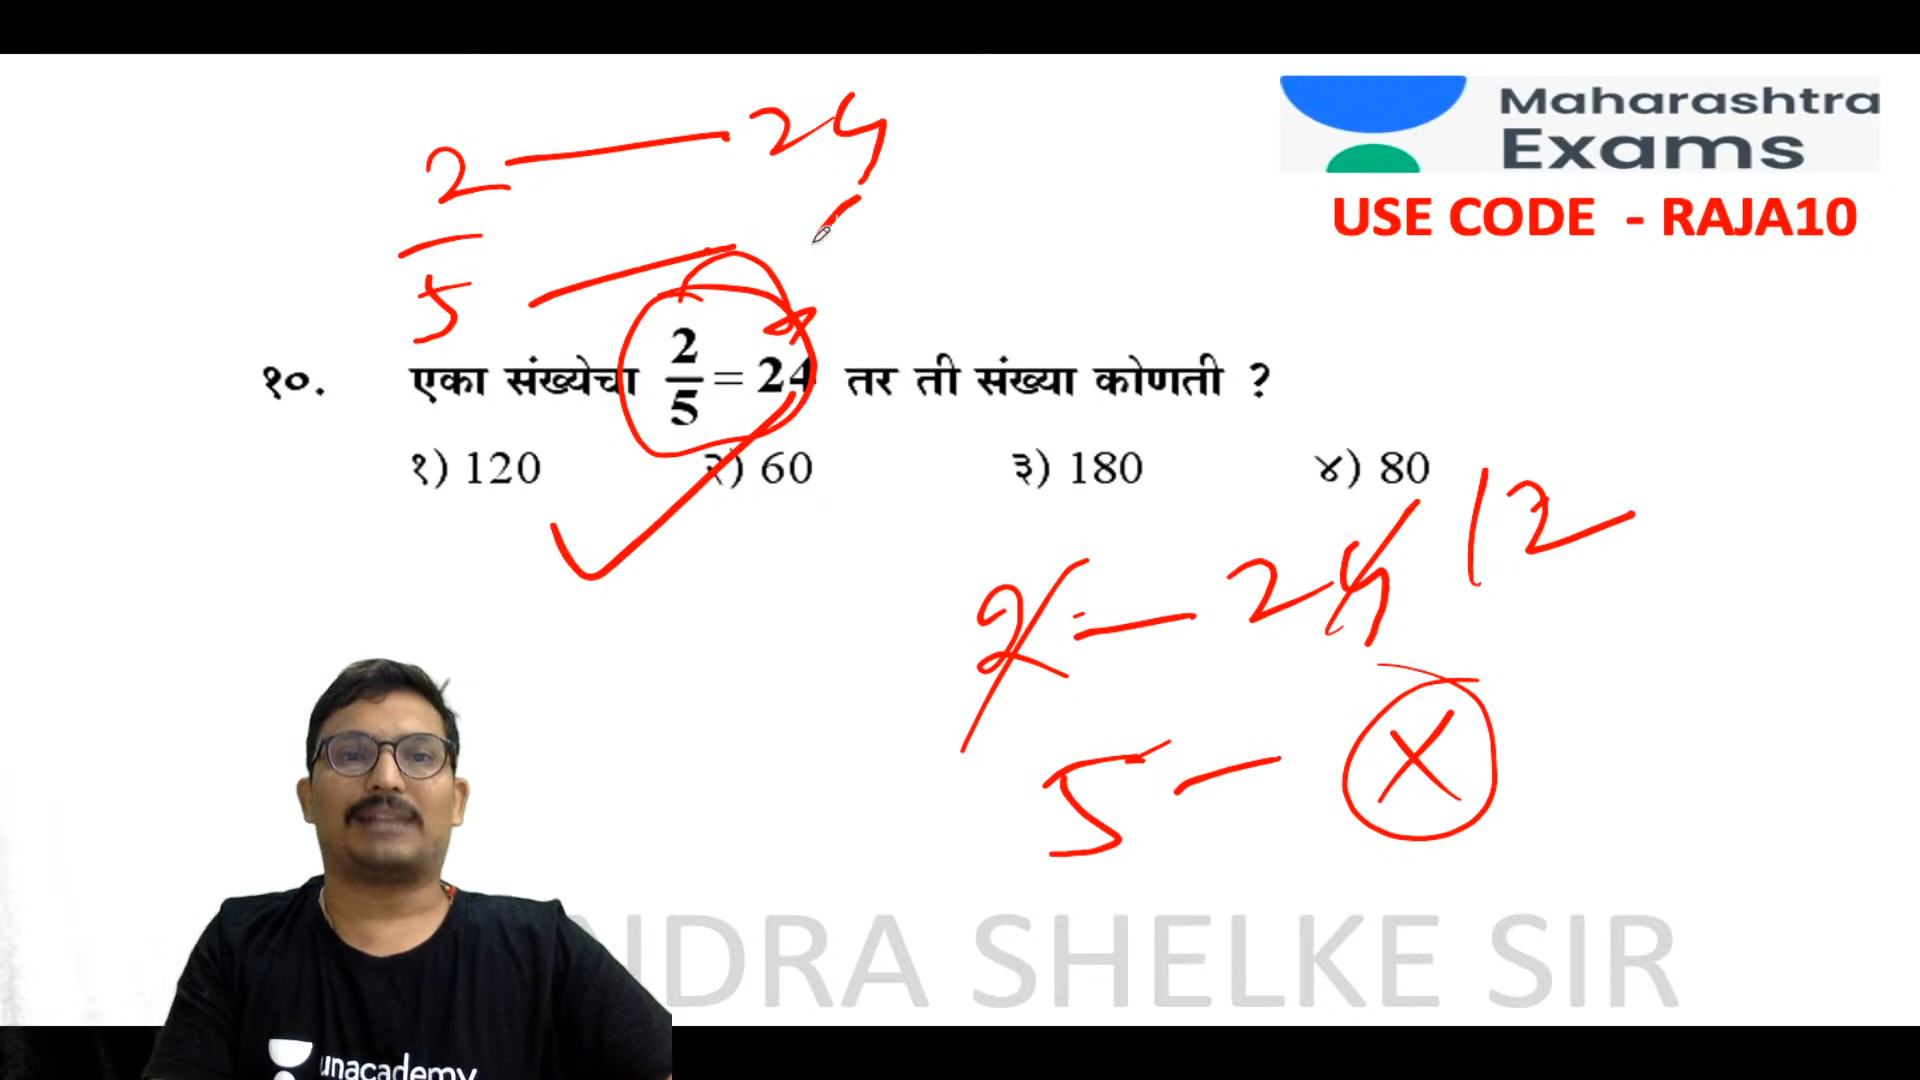 Maharashtra
Exams
USE CODE - RAJA10
2 — 24
5 —
१०. एका संख्येचा 2/5 = 24 तर ती संख्या कोणती ?
१) 120 २) 60 ३) 180 ४) 80
2 — 24 12
5 — X
NDRA SHELKE SIR
unacademy